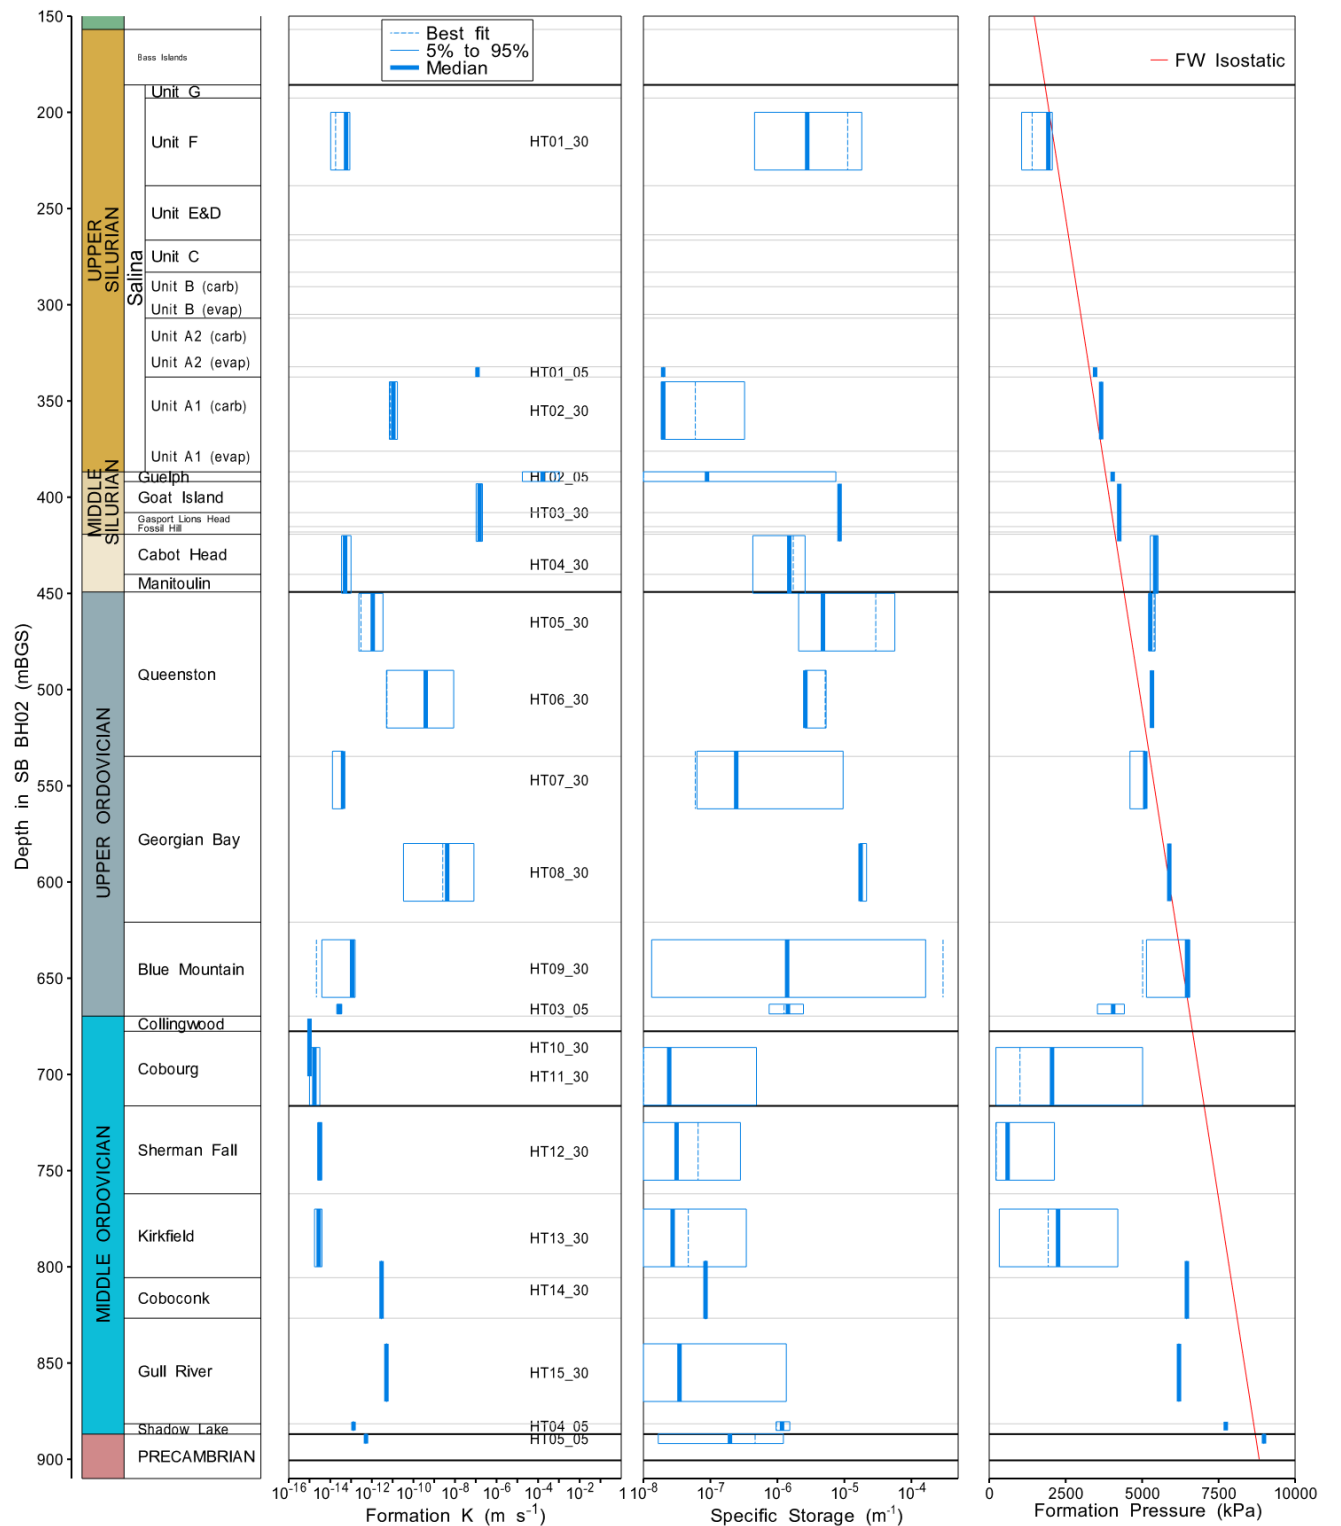 150
200
250
300
350
400
450
500
550
600
650
700
750
800
850
900
Depth in SB BH02 (mBGS)
UPPER SILURIAN
MIDDLE SILURIAN
UPPER ORDOVICIAN
MIDDLE ORDOVICIAN
Salina
Bass Islands
Unit G
Unit F
Unit E&D
Unit C
Unit B (carb)
Unit B (evap)
Unit A2 (carb)
Unit A2 (evap)
Unit A1 (carb)
Unit A1 (evap)
Guelph
Goat Island
Gasport Lions Head
Fossil Hill
Cabot Head
Manitoulin
Queenston
Georgian Bay
Blue Mountain
Collingwood
Cobourg
Sherman Fall
Kirkfield
Coboconk
Gull River
Shadow Lake
PRECAMBRIAN
Best fit
5% to 95%
Median
HT01_30
HT01_05
HT02_30
HT02_05
HT03_30
HT04_30
HT05_30
HT06_30
HT07_30
HT08_30
HT09_30
HT03_05
HT10_30
HT11_30
HT12_30
HT13_30
HT14_30
HT15_30
HT04_05
HT05_05
FW Isostatic
10⁻¹⁶ 10⁻¹⁴ 10⁻¹² 10⁻¹⁰ 10⁻⁸ 10⁻⁶ 10⁻⁴ 10⁻² 1
Formation K (m s⁻¹)
10⁻⁸ 10⁻⁷ 10⁻⁶ 10⁻⁵ 10⁻⁴
Specific Storage (m⁻¹)
0 2500 5000 7500 10000
Formation Pressure (kPa)